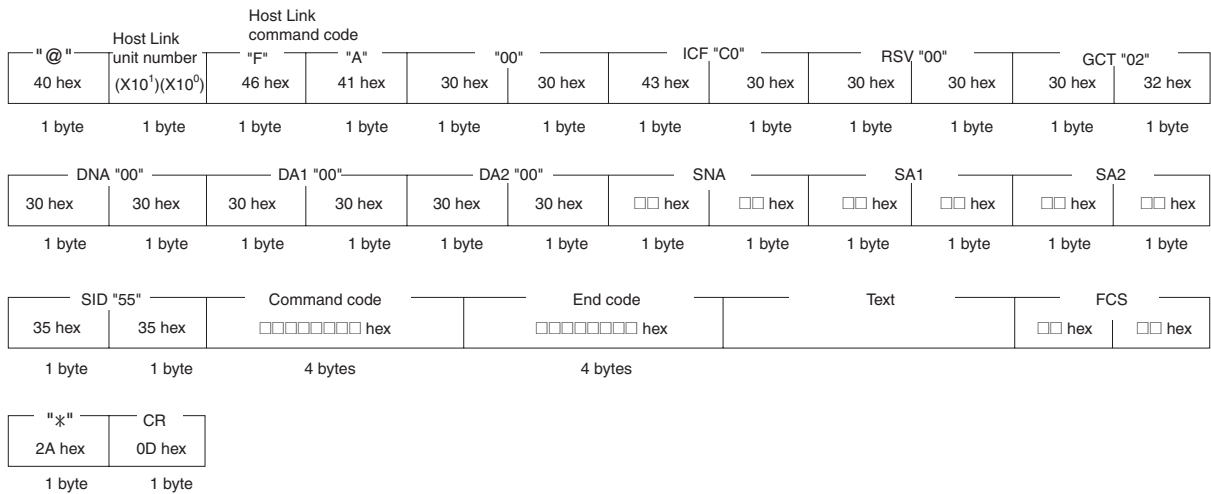 Host Link
command code
Host Link
unit number
"@" "F" "A" "00" ICF "C0" RSV "00" GCT "02"
40 hex (X10¹)(X10⁰) 46 hex 41 hex 30 hex 30 hex 43 hex 30 hex 30 hex 30 hex 30 hex 32 hex
1 byte 1 byte 1 byte 1 byte 1 byte 1 byte 1 byte 1 byte 1 byte 1 byte 1 byte 1 byte
DNA "00" DA1 "00" DA2 "00" SNA SA1 SA2
30 hex 30 hex 30 hex 30 hex 30 hex 30 hex □□ hex □□ hex □□ hex □□ hex □□ hex □□ hex
1 byte 1 byte 1 byte 1 byte 1 byte 1 byte 1 byte 1 byte 1 byte 1 byte 1 byte 1 byte
SID "55" Command code End code Text FCS
35 hex 35 hex □□□□□□□□ hex □□□□□□□□ hex □□ hex □□ hex
1 byte 1 byte 4 bytes 4 bytes
"*" CR
2A hex 0D hex
1 byte 1 byte